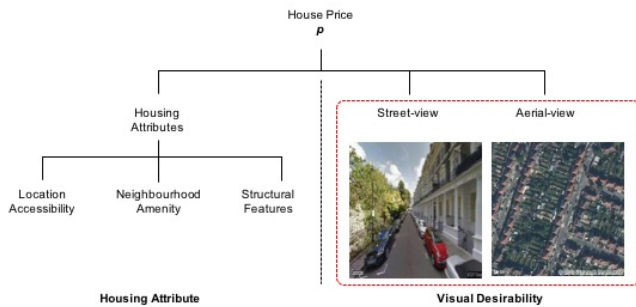 House Price
p
Housing
Attributes
Street-view
Aerial-view
Location
Accessibility
Neighbourhood
Amenity
Structural
Features
Housing Attribute
Visual Desirability